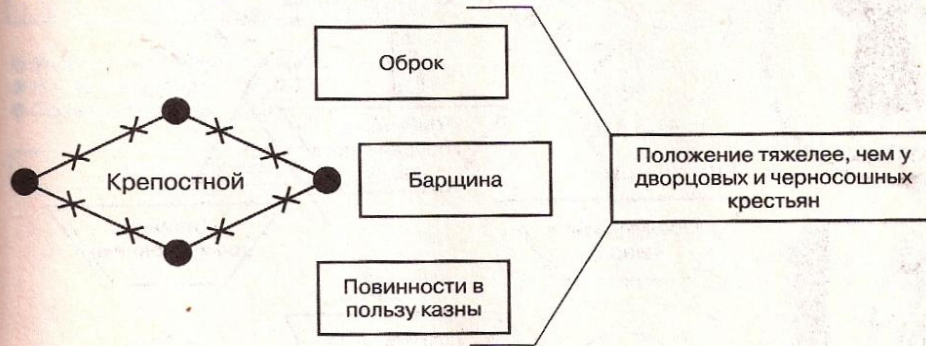 Оброк
Крепостной
Барщина
Повинности в
пользу казны
Положение тяжелее, чем у
дворцовых и черносошных
крестьян